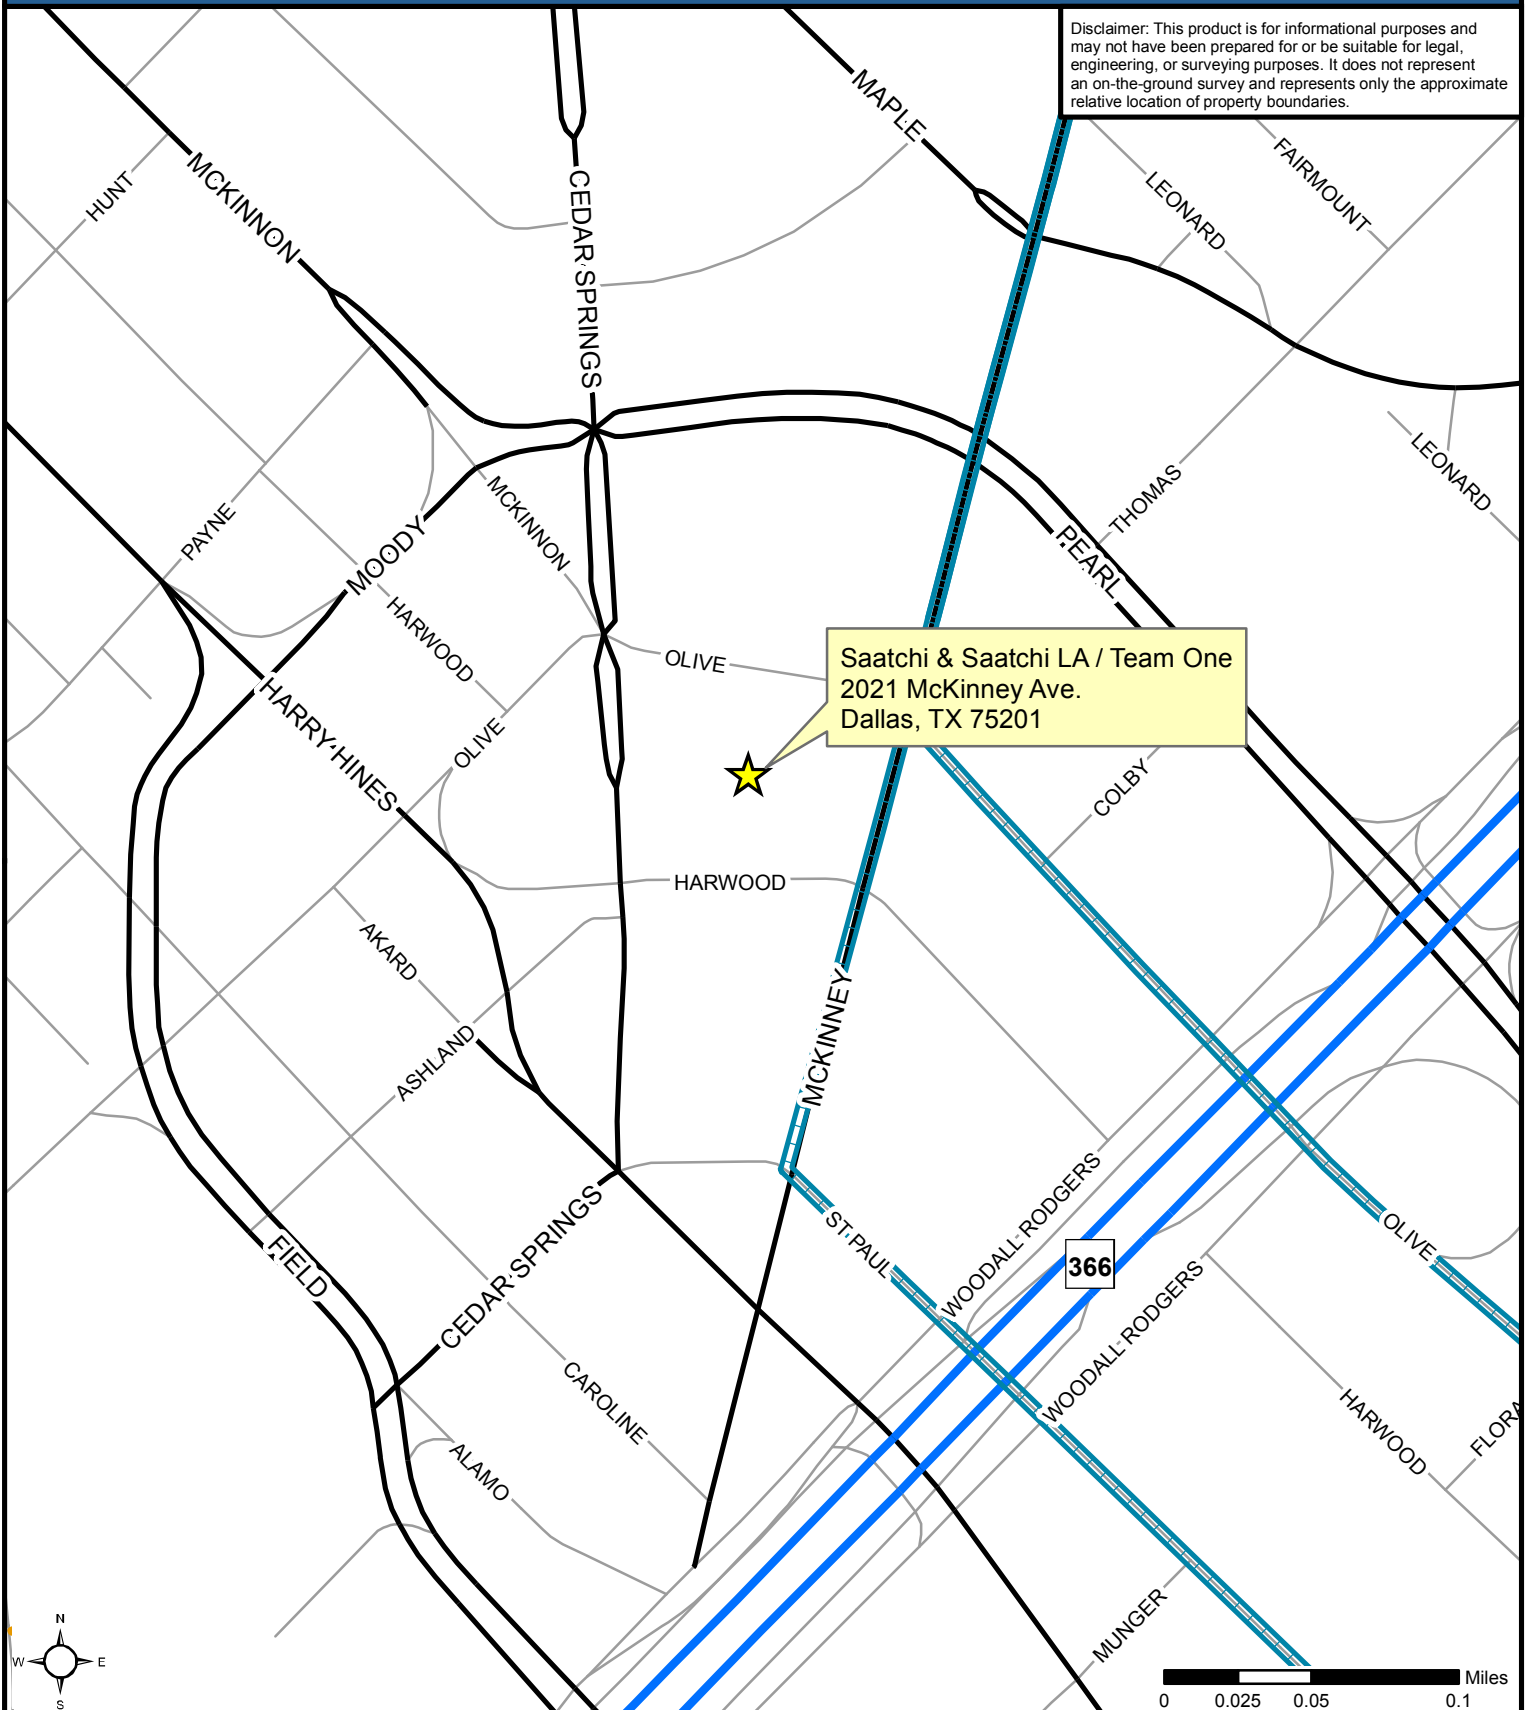 Disclaimer: This product is for informational purposes and
may not have been prepared for or be suitable for legal,
engineering, or surveying purposes. It does not represent
an on-the-ground survey and represents only the approximate
relative location of property boundaries.
MAPLE
FAIRMOUNT
LEONARD
HUNT
MCKINNON
CEDAR SPRINGS
LEONARD
THOMAS
MCKINNON
PAYNE
MOODY
PEARL
HARWOOD
OLIVE
Saatchi & Saatchi LA / Team One
2021 McKinney Ave.
Dallas, TX 75201
HARRY HINES
OLIVE
COLBY
HARWOOD
AKARD
MCKINNEY
ASHLAND
WOODALL RODGERS
ST. PAUL
OLIVE
CEDAR SPRINGS
FIELD
366
WOODALL RODGERS
CAROLINE
HARWOOD
FLORA
ALAMO
MUNGER
N
W
E
S
Miles
0
0.025
0.05
0.1